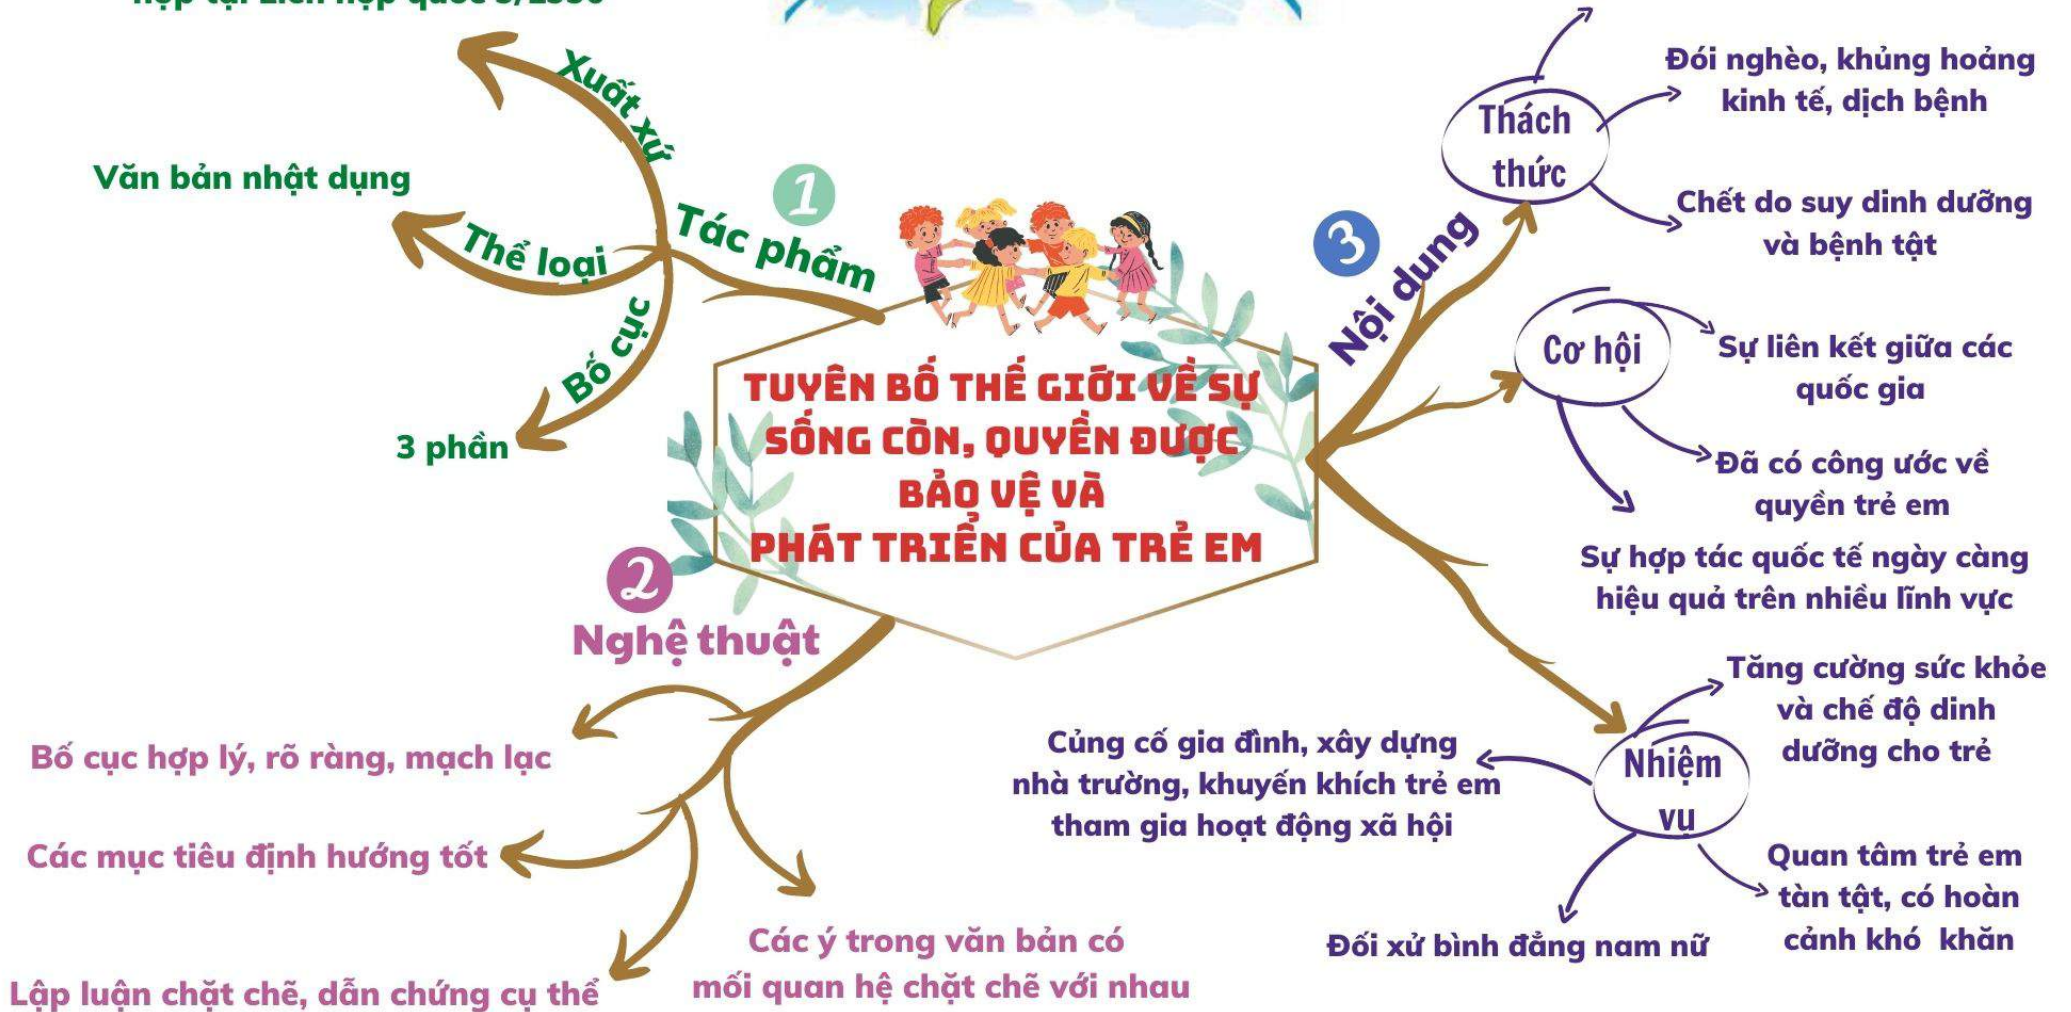 Xuất xứ
Văn bản nhật dụng
Thể loại
Bố cục
3 phần
1
Tác phẩm
TUYÊN BỐ THẾ GIỚI VỀ SỰ
SỐNG CÒN, QUYỀN ĐƯỢC
BẢO VỆ VÀ
PHÁT TRIỂN CỦA TRẺ EM
2
Nghệ thuật
Bố cục hợp lý, rõ ràng, mạch lạc
Các mục tiêu định hướng tốt
Lập luận chặt chẽ, dẫn chứng cụ thể
Các ý trong văn bản có
mối quan hệ chặt chẽ với nhau
3
Nội dung
Thách
thức
Đói nghèo, khủng hoảng
kinh tế, dịch bệnh
Chết do suy dinh dưỡng
và bệnh tật
Cơ hội
Sự liên kết giữa các
quốc gia
Đã có công ước về
quyền trẻ em
Sự hợp tác quốc tế ngày càng
hiệu quả trên nhiều lĩnh vực
Nhiệm
vụ
Tăng cường sức khỏe
và chế độ dinh
dưỡng cho trẻ
Củng cố gia đình, xây dựng
nhà trường, khuyến khích trẻ em
tham gia hoạt động xã hội
Quan tâm trẻ em
tàn tật, có hoàn
cảnh khó khăn
Đối xử bình đẳng nam nữ